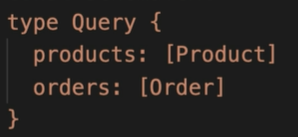 type Query {
  products: [Product]
  orders: [Order]
}